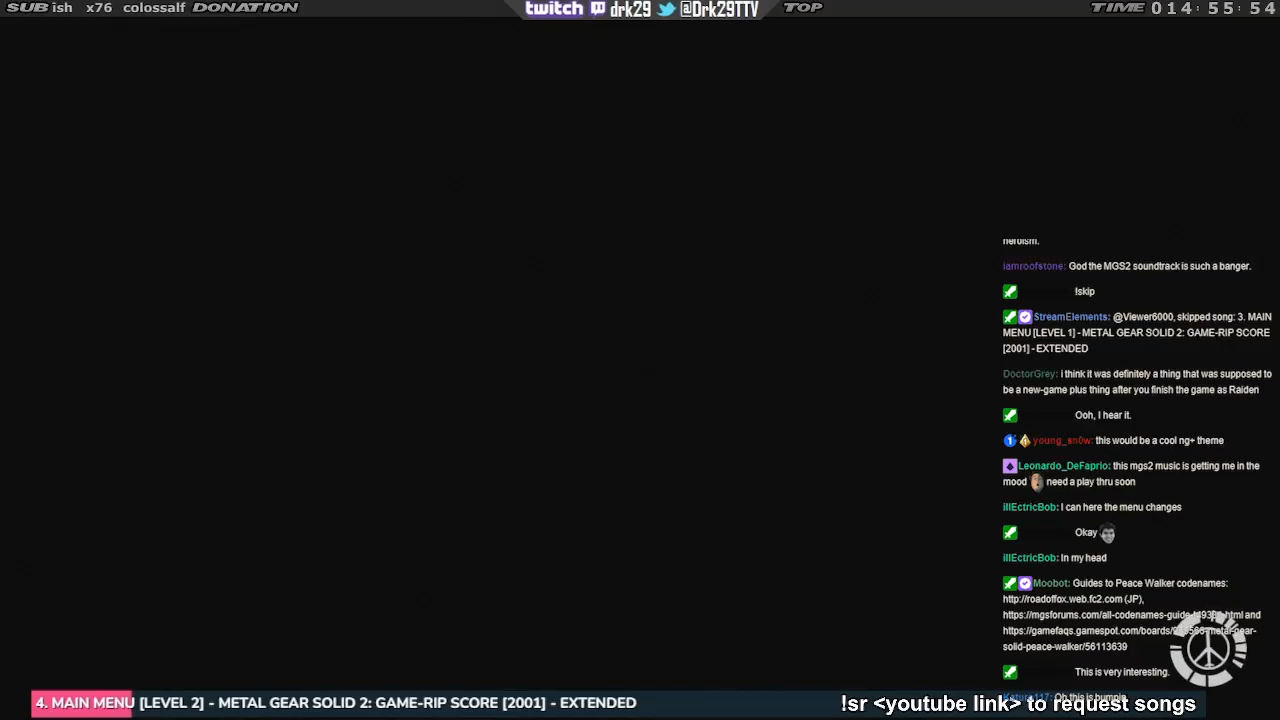 SUB ish x76 colossalf DONATION
twitch drk29 @Drk29TTV
TOP
TIME 014:55:54
heroism.
iamroofstone: God the MGS2 soundtrack is such a banger.
!skip
StreamElements: @Viewer6000, skipped song: 3. MAIN
MENU [LEVEL 1] - METAL GEAR SOLID 2: GAME-RIP SCORE
[2001] - EXTENDED
DoctorGrey: i think it was definitely a thing that was supposed to
be a new-game plus thing after you finish the game as Raiden
Ooh, I hear it.
young_sn0w: this would be a cool ng+ theme
Leonardo_DeFaprio: this mgs2 music is getting me in the
mood need a play thru soon
illEctricBob: I can here the menu changes
Okay
illEctricBob: In my head
Moobot: Guides to Peace Walker codenames:
http://roadoffox.web.fc2.com (JP),
https://mgsforums.com/all-codenames-guide and
https://gamefaqs.gamespot.com/boards/
solid-peace-walker/56113639
This is very interesting.
Oh this is bumpin
4. MAIN MENU [LEVEL 2] - METAL GEAR SOLID 2: GAME-RIP SCORE [2001] - EXTENDED
!sr <youtube link> to request songs